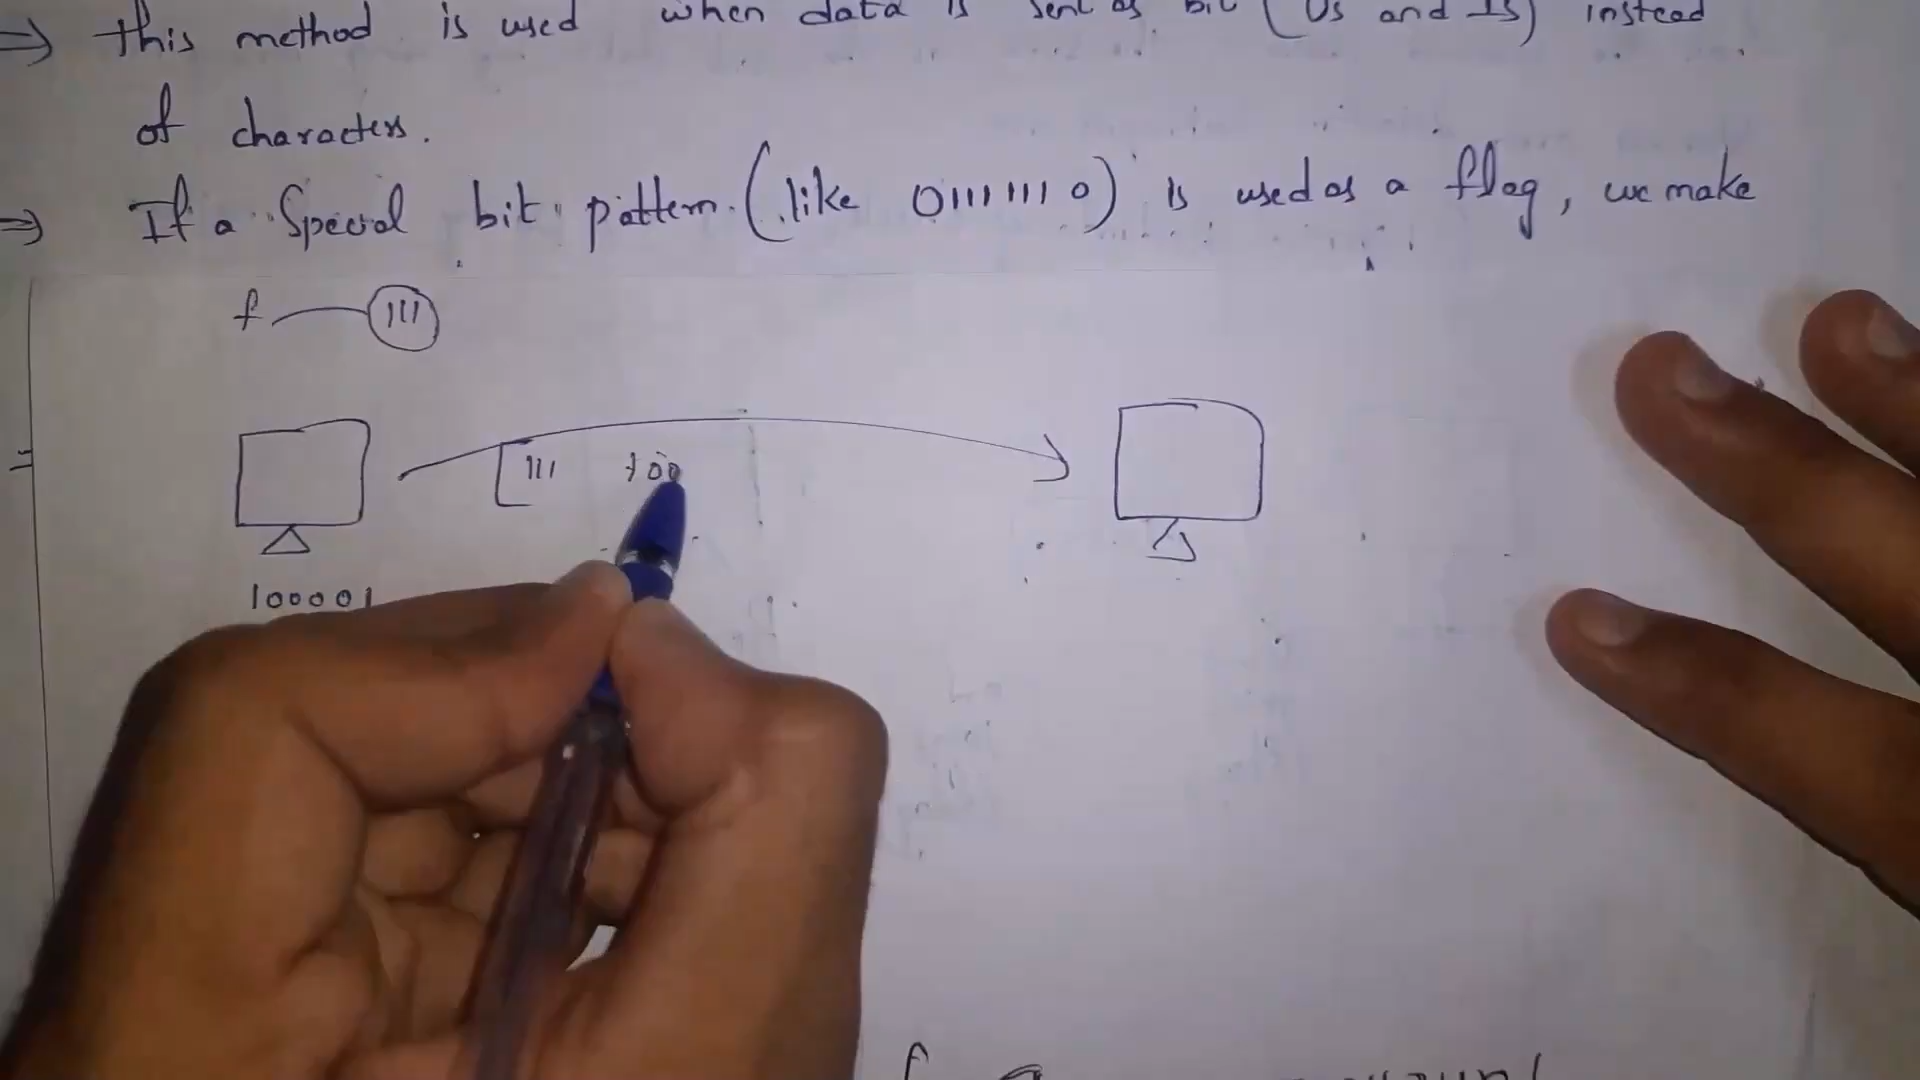 ⇒ this method is used when data is sent as bit (0s and 1s) instead
of characters.
⇒ If a Special bit pattern (like 01111110) is used as a flag, we make
f 111
111 100
100001